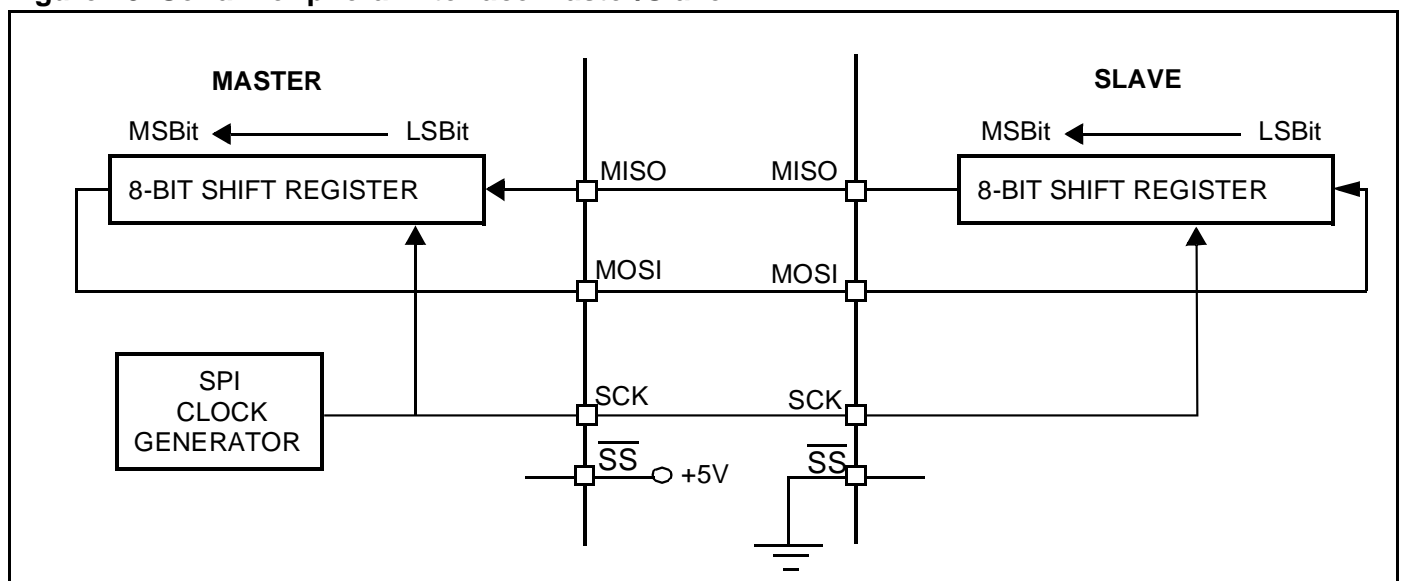 MASTER
SLAVE
MSBit LSBit
MSBit LSBit
8-BIT SHIFT REGISTER
8-BIT SHIFT REGISTER
MISO MISO
MOSI MOSI
SPI
CLOCK
GENERATOR
SCK SCK
SS +5V
SS